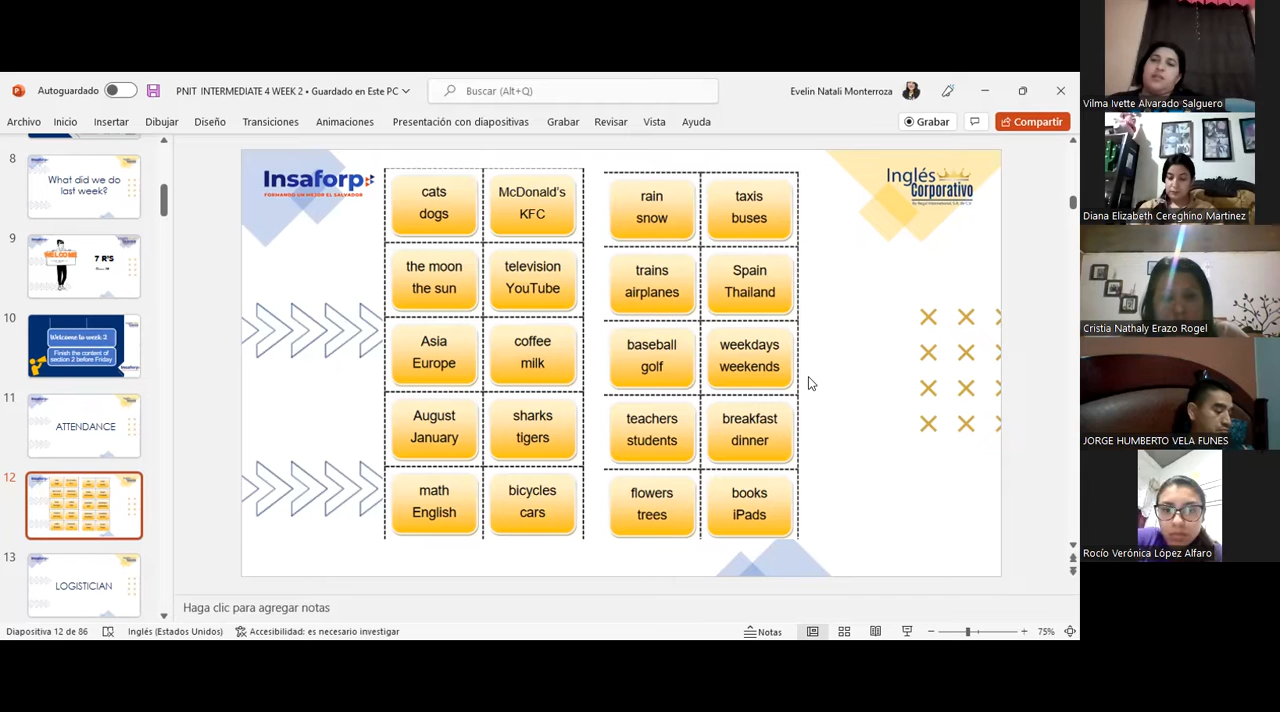 Autoguardado
PNIT INTERMEDIATE 4 WEEK 2 • Guardado en Este PC
Buscar (Alt+Q)
Evelin Natali Monterroza
Archivo Inicio Insertar Dibujar Diseño Transiciones Animaciones Presentación con diapositivas Grabar Revisar Vista Ayuda
Grabar
Compartir
8
What did we do
last week?
9
7 R'S
10
Welcome to week 2
Finish the content of
section 2 before Friday
11
ATTENDANCE
12
13
LOGISTICIAN
Insaforp
FORMANDO UN MEJOR EL SALVADOR
Inglés
Corporativo
cats
dogs
McDonald's
KFC
rain
snow
taxis
buses
the moon
the sun
television
YouTube
trains
airplanes
Spain
Thailand
Asia
Europe
coffee
milk
baseball
golf
weekdays
weekends
August
January
sharks
tigers
teachers
students
breakfast
dinner
math
English
bicycles
cars
flowers
trees
books
iPads
Haga clic para agregar notas
Diapositiva 12 de 86
Inglés (Estados Unidos)
Accesibilidad: es necesario investigar
Notas
75%
Vilma Ivette Alvarado Salguero
Diana Elizabeth Cereghino Martinez
Cristia Nathaly Erazo Rogel
JORGE HUMBERTO VELA FUNES
Rocío Verónica López Alfaro